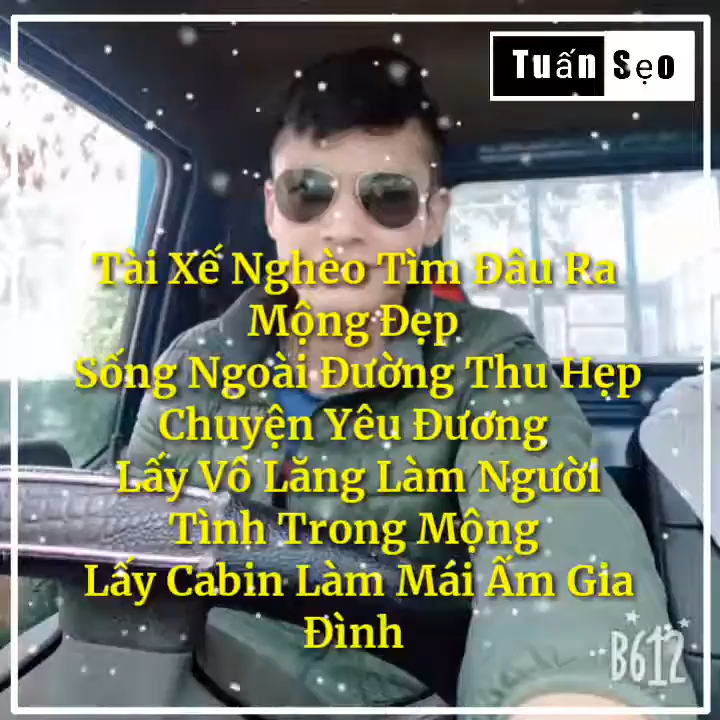 Tuấn Sẹo
Tài Xế Nghèo Tìm Đâu Ra
Mộng Đẹp
Sống Ngoài Đường Thu Hẹp
Chuyện Yêu Đương
Lấy Vô Lăng Làm Người
Tình Trong Mộng
Lấy Cabin Làm Mái Ấm Gia
Đình
B612